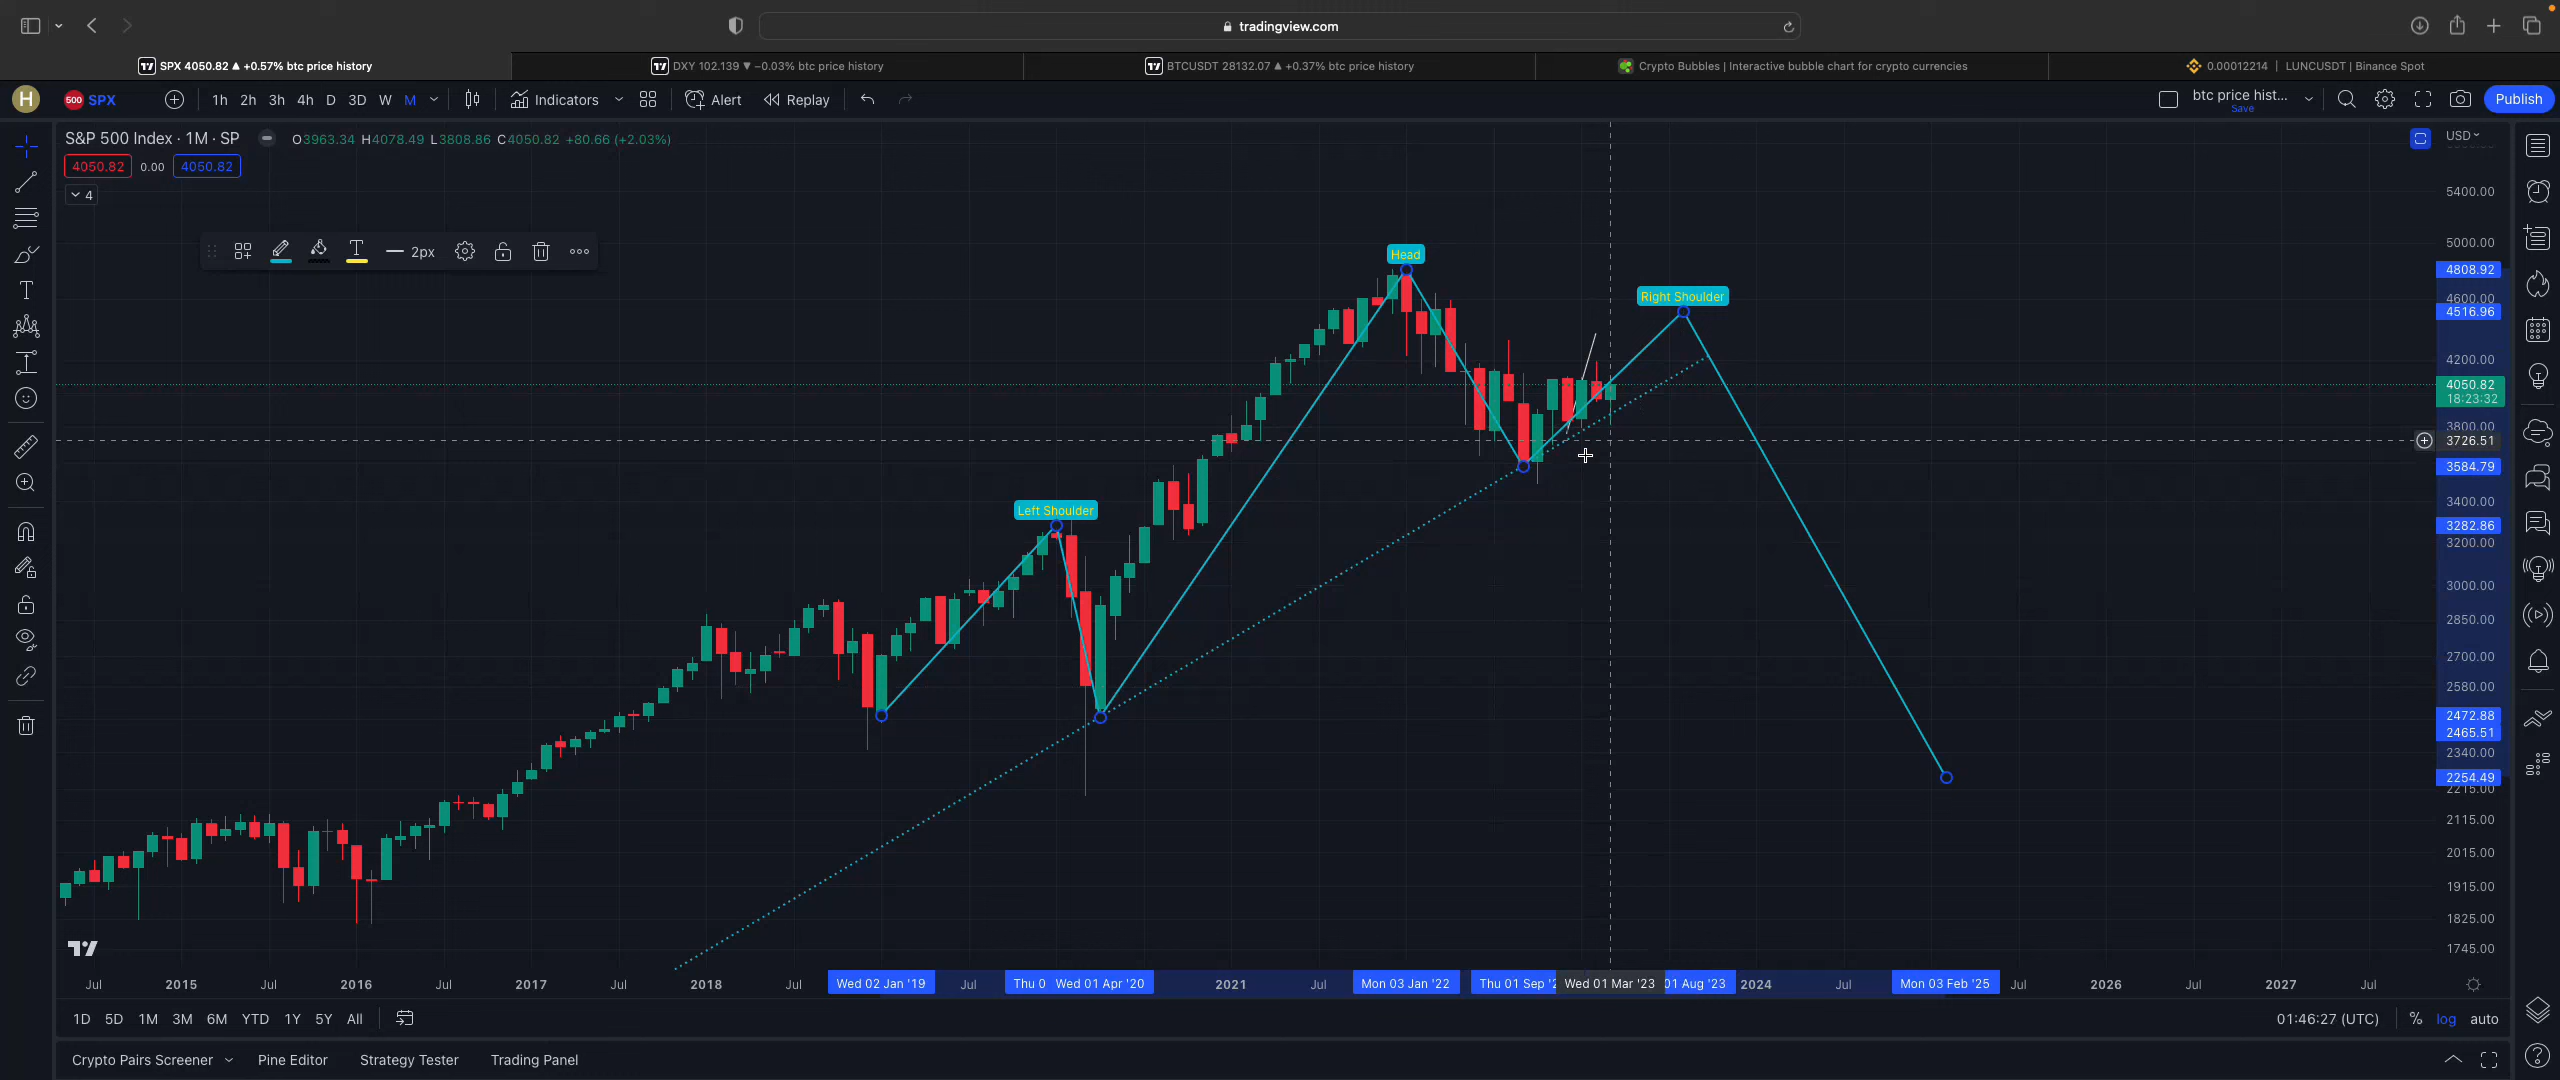 tradingview.com
SPX 4050.82 ▲ +0.57% btc price history
DXY 102.139 ▼ −0.03% btc price history
BTCUSDT 28132.07 ▲ +0.37% btc price history
Crypto Bubbles | Interactive bubble chart for crypto currencies
0.00012214 | LUNCUSDT | Binance Spot
H
500 SPX
1h 2h 3h 4h D 3D W M
Indicators
Alert
Replay
btc price hist...
Save
Publish
S&P 500 Index · 1M · SP
O3963.34 H4078.49 L3808.86 C4050.82 +80.66 (+2.03%)
USD
4050.82 0.00 4050.82
4
2px
Head
Right Shoulder
Left Shoulder
5400.00
5000.00
4808.92
4600.00
4516.96
4200.00
4050.82
18:23:32
3800.00
3726.51
3584.79
3400.00
3282.86
3200.00
3000.00
2850.00
2700.00
2580.00
2472.88
2465.51
2340.00
2254.49
2215.00
2115.00
2015.00
1915.00
1825.00
1745.00
Jul 2015 Jul 2016 Jul 2017 Jul 2018 Jul Wed 02 Jan '19 Jul Thu 0 Wed 01 Apr '20 2021 Jul Mon 03 Jan '22 Thu 01 Sep '2 Wed 01 Mar '23 01 Aug '23 2024 Jul Mon 03 Feb '25 Jul 2026 Jul 2027 Jul
1D 5D 1M 3M 6M YTD 1Y 5Y All
01:46:27 (UTC) % log auto
Crypto Pairs Screener Pine Editor Strategy Tester Trading Panel